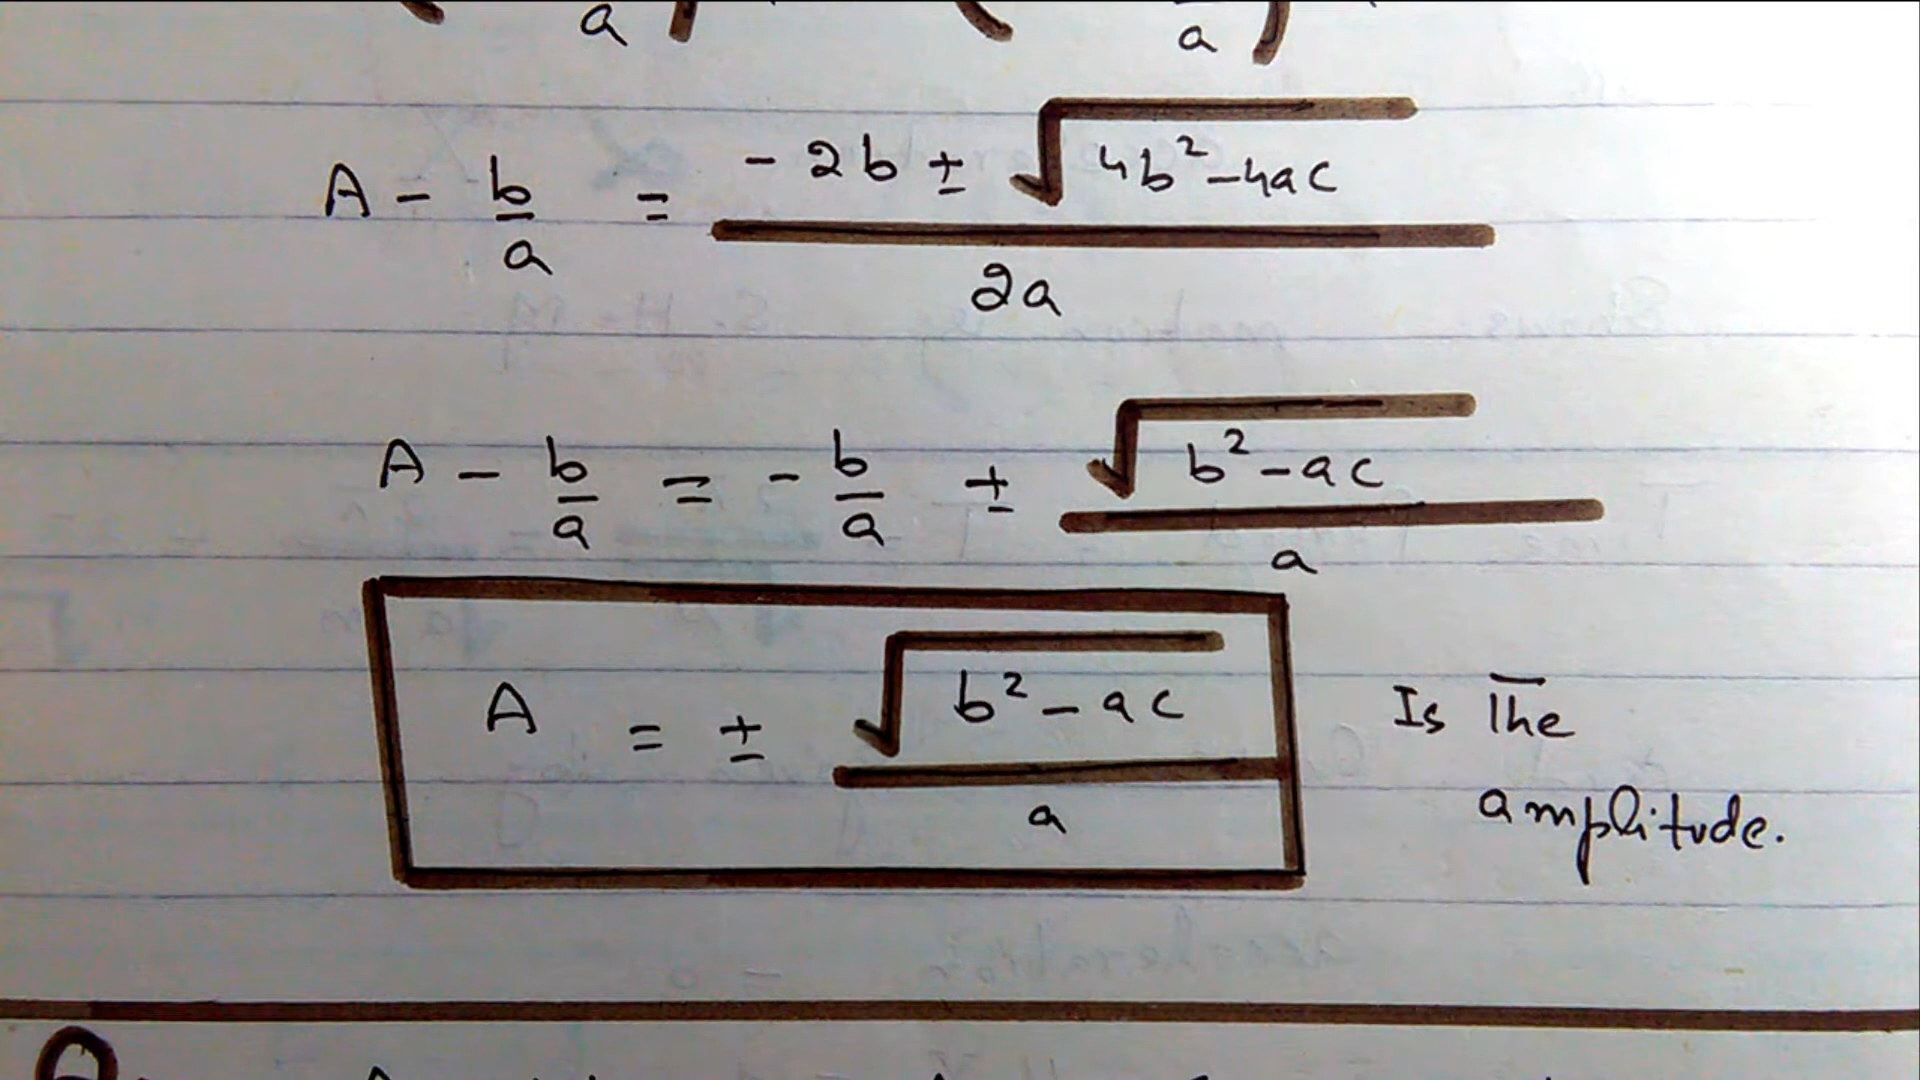 a a
A - b/a = (-2b ± √(4b² - 4ac))/2a
A - b/a = - b/a ± √(b² - ac)/a
A = ± √(b² - ac)/a Is The
amplitude.